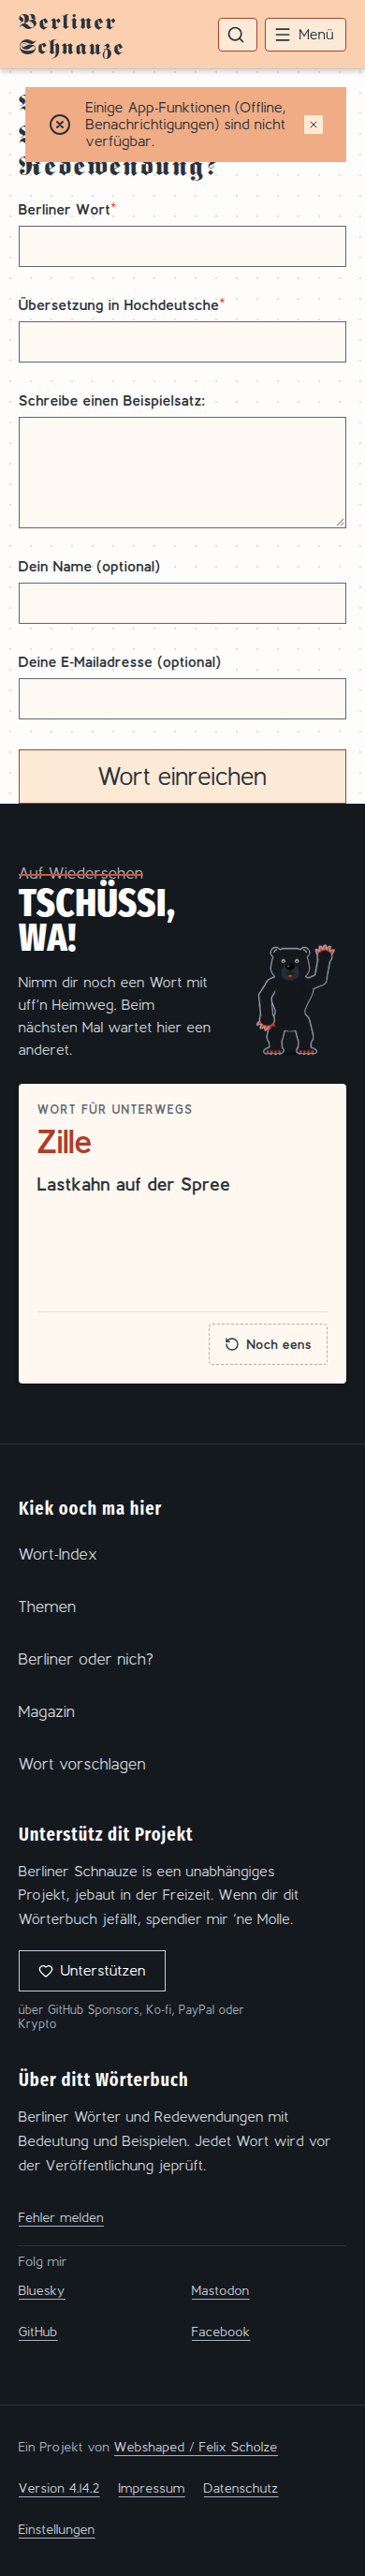 Berliner
Schnauze
Menü
Einige App-Funktionen (Offline,
Benachrichtigungen) sind nicht
verfügbar.
Redewendung?
Berliner Wort*
Übersetzung in Hochdeutsche*
Schreibe einen Beispielsatz:
Dein Name (optional)
Deine E-Mailadresse (optional)
Wort einreichen
Auf Wiedersehen
TSCHÜSSI,
WA!
Nimm dir noch een Wort mit
uff'n Heimweg. Beim
nächsten Mal wartet hier een
anderet.
WORT FÜR UNTERWEGS
Zille
Lastkahn auf der Spree
Noch eens
Kiek ooch ma hier
Wort-Index
Themen
Berliner oder nich?
Magazin
Wort vorschlagen
Unterstütz dit Projekt
Berliner Schnauze is een unabhängiges
Projekt, jebaut in der Freizeit. Wenn dir dit
Wörterbuch jefällt, spendier mir 'ne Molle.
Unterstützen
über GitHub Sponsors, Ko-fi, PayPal oder
Krypto
Über ditt Wörterbuch
Berliner Wörter und Redewendungen mit
Bedeutung und Beispielen. Jedet Wort wird vor
der Veröffentlichung jeprüft.
Fehler melden
Folg mir
Bluesky Mastodon
GitHub Facebook
Ein Projekt von Webshaped / Felix Scholze
Version 4.14.2 Impressum Datenschutz
Einstellungen